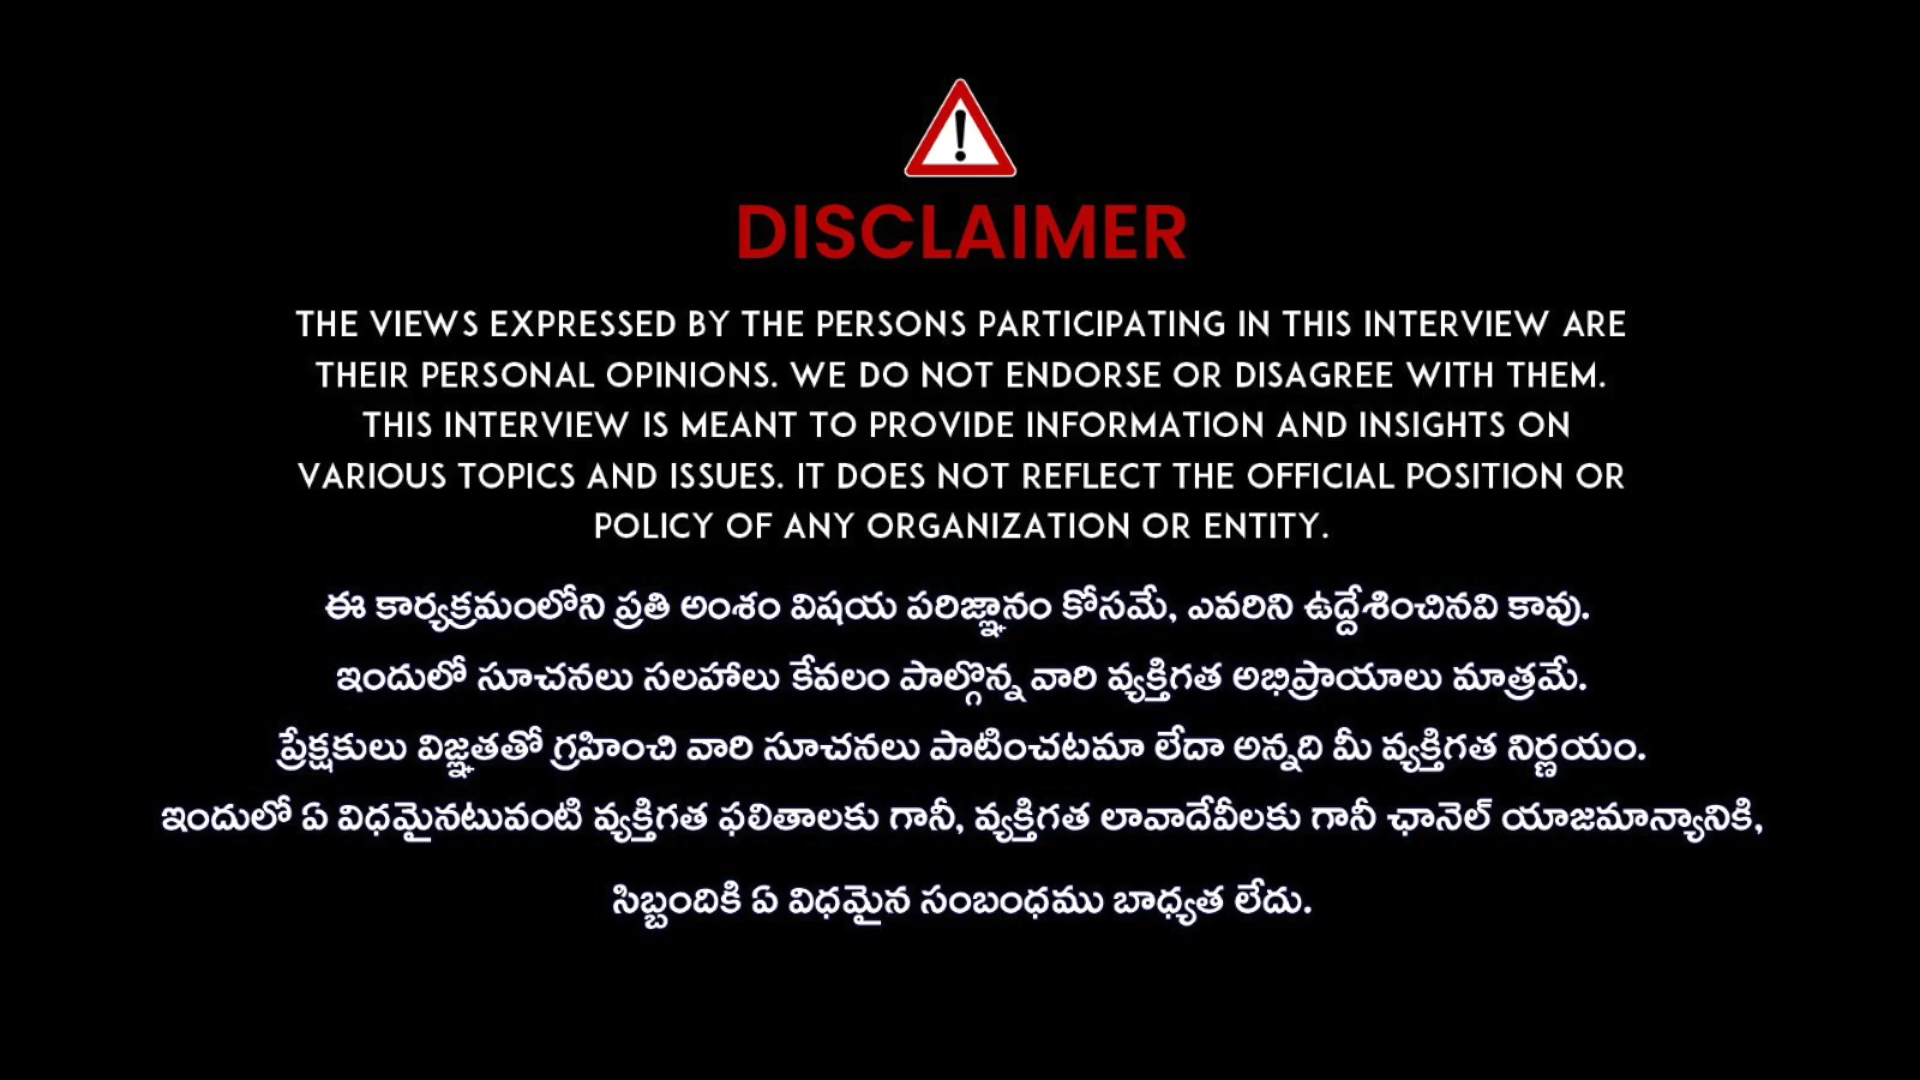 DISCLAIMER
THE VIEWS EXPRESSED BY THE PERSONS PARTICIPATING IN THIS INTERVIEW ARE
THEIR PERSONAL OPINIONS. WE DO NOT ENDORSE OR DISAGREE WITH THEM.
THIS INTERVIEW IS MEANT TO PROVIDE INFORMATION AND INSIGHTS ON
VARIOUS TOPICS AND ISSUES. IT DOES NOT REFLECT THE OFFICIAL POSITION OR
POLICY OF ANY ORGANIZATION OR ENTITY.
ఈ కార్యక్రమంలోని ప్రతి అంశం విషయ పరిజ్ఞానం కోసమే, ఎవరిని ఉద్దేశించినవి కావు.
ఇందులో సూచనలు సలహాలు కేవలం పాల్గొన్న వారి వ్యక్తిగత అభిప్రాయాలు మాత్రమే.
ప్రేక్షకులు విజ్ఞతతో గ్రహించి వారి సూచనలు పాటించటమా లేదా అన్నది మీ వ్యక్తిగత నిర్ణయం.
ఇందులో ఏ విధమైనటువంటి వ్యక్తిగత ఫలితాలకు గానీ, వ్యక్తిగత లావాదేవీలకు గానీ ఛానెల్ యాజమాన్యానికి,
సిబ్బందికి ఏ విధమైన సంబంధము బాధ్యత లేదు.